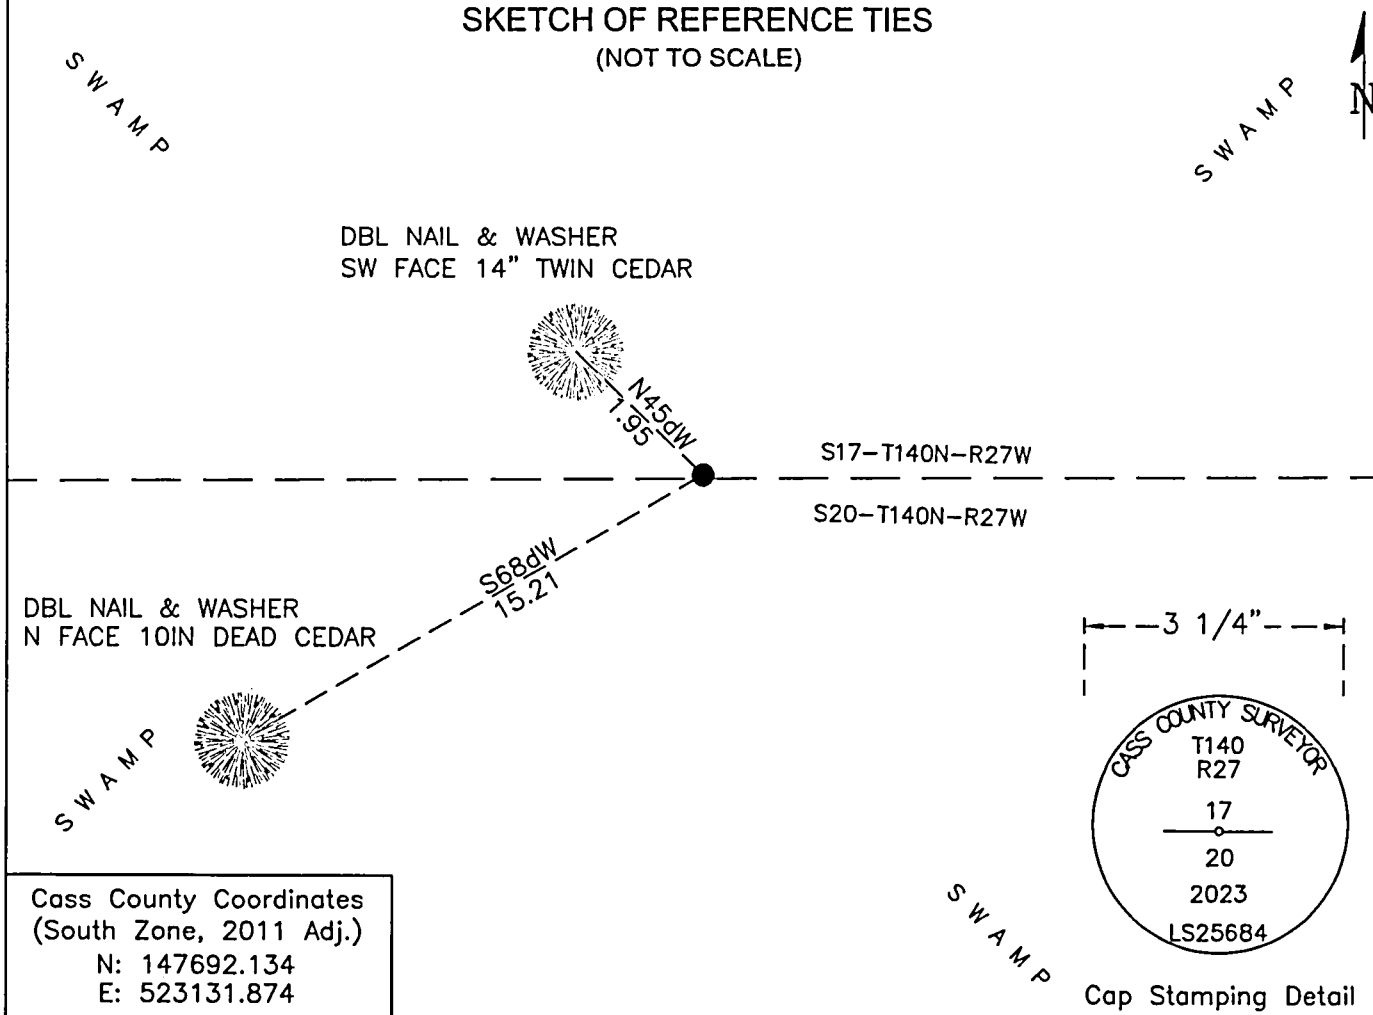 SKETCH OF REFERENCE TIES
(NOT TO SCALE)
N
SWAMP
SWAMP
DBL NAIL & WASHER
SW FACE 14" TWIN CEDAR
N45dW
1.95
S17-T140N-R27W
S20-T140N-R27W
S68dW
15.21
DBL NAIL & WASHER
N FACE 10IN DEAD CEDAR
SWAMP
3 1/4"
CASS COUNTY SURVEYOR
T140
R27
17
20
2023
LS25684
Cap Stamping Detail
SWAMP
Cass County Coordinates
(South Zone, 2011 Adj.)
N: 147692.134
E: 523131.874